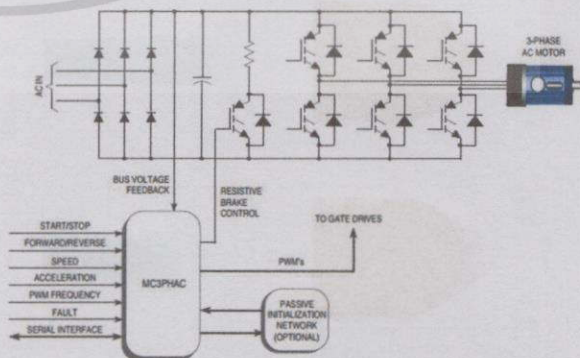 3-PHASE
AC MOTOR
AC IN
BUS VOLTAGE
FEEDBACK
RESISTIVE
BRAKE
CONTROL
TO GATE DRIVES
START/STOP
FORWARD/REVERSE
SPEED
ACCELERATION
PWM FREQUENCY
FAULT
SERIAL INTERFACE
MC3PHAC
PWM's
PASSIVE
INITIALIZATION
NETWORK
(OPTIONAL)